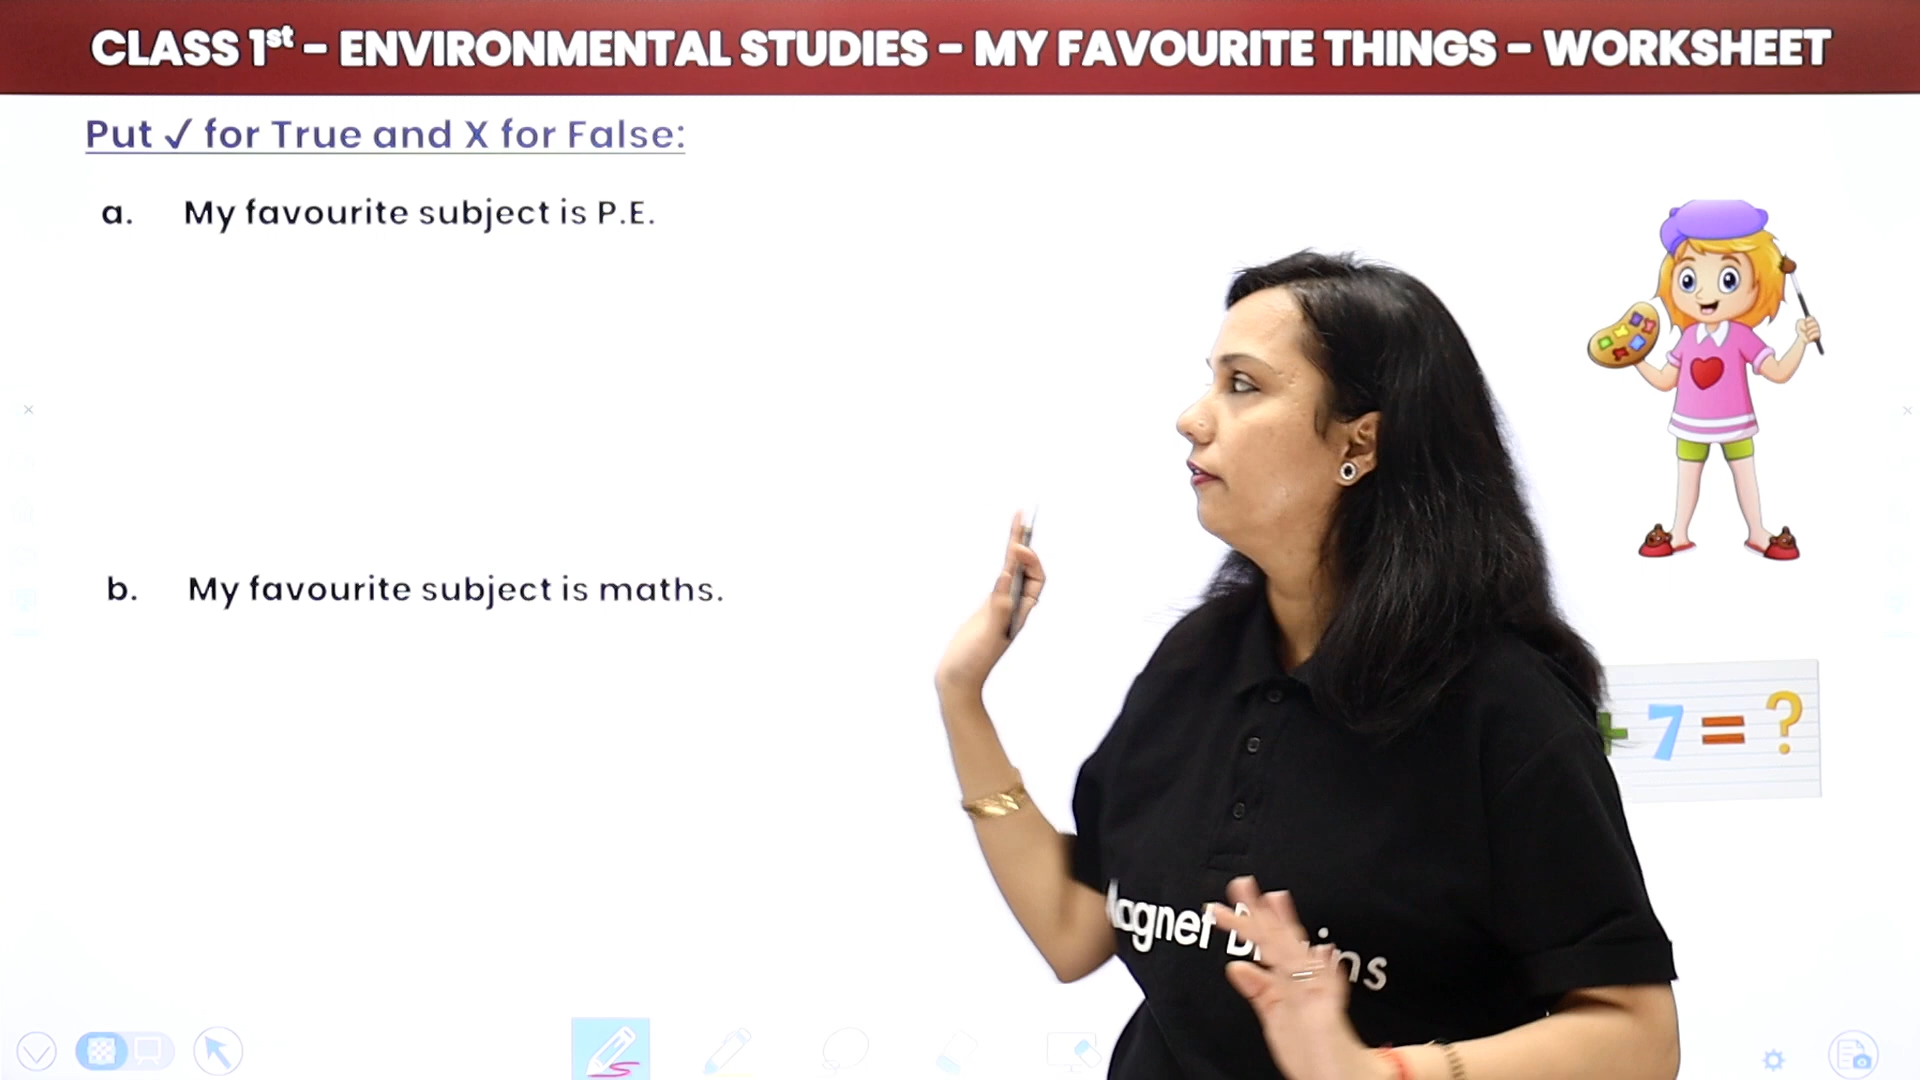 CLASS 1st – ENVIRONMENTAL STUDIES – MY FAVOURITE THINGS – WORKSHEET
Put ✓ for True and X for False:
a. My favourite subject is P.E.
b. My favourite subject is maths.
+ 7 = ?